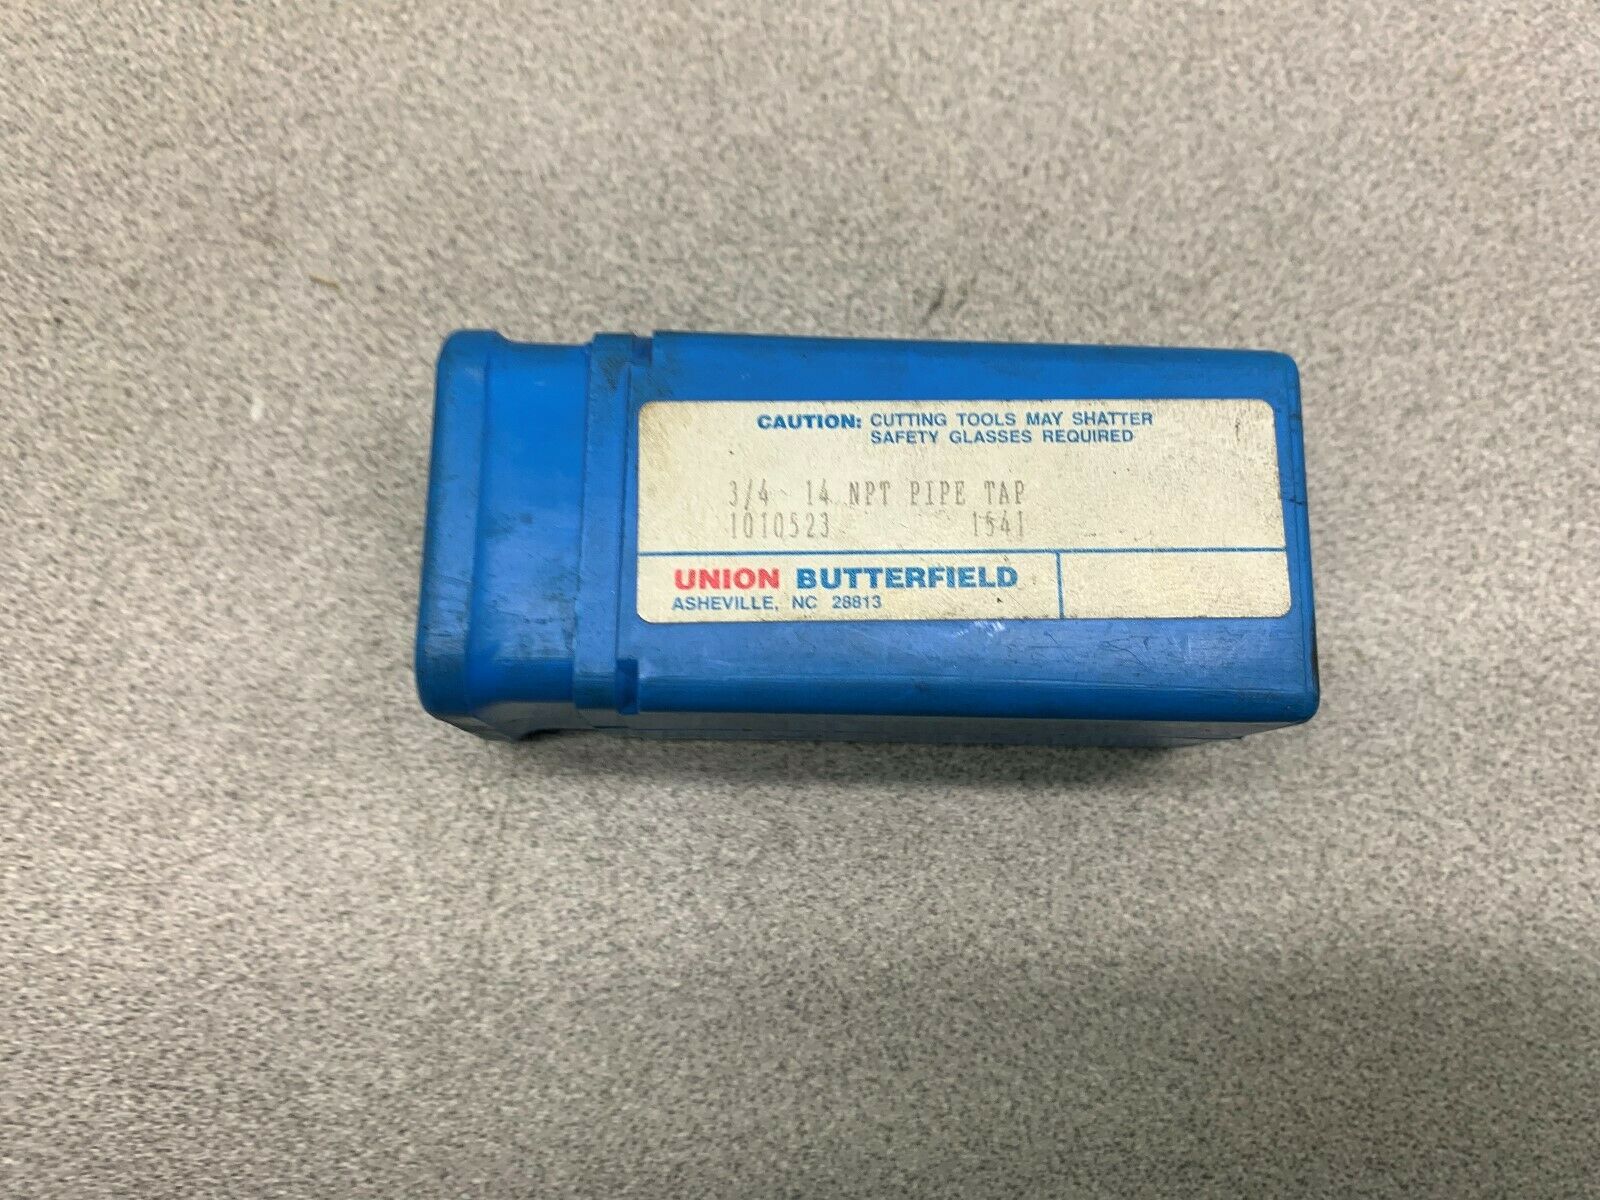 CAUTION: CUTTING TOOLS MAY SHATTER
SAFETY GLASSES REQUIRED
3/4 14 NPT PIPE TAP
1010523 1541
UNION BUTTERFIELD
ASHEVILLE, NC 28813